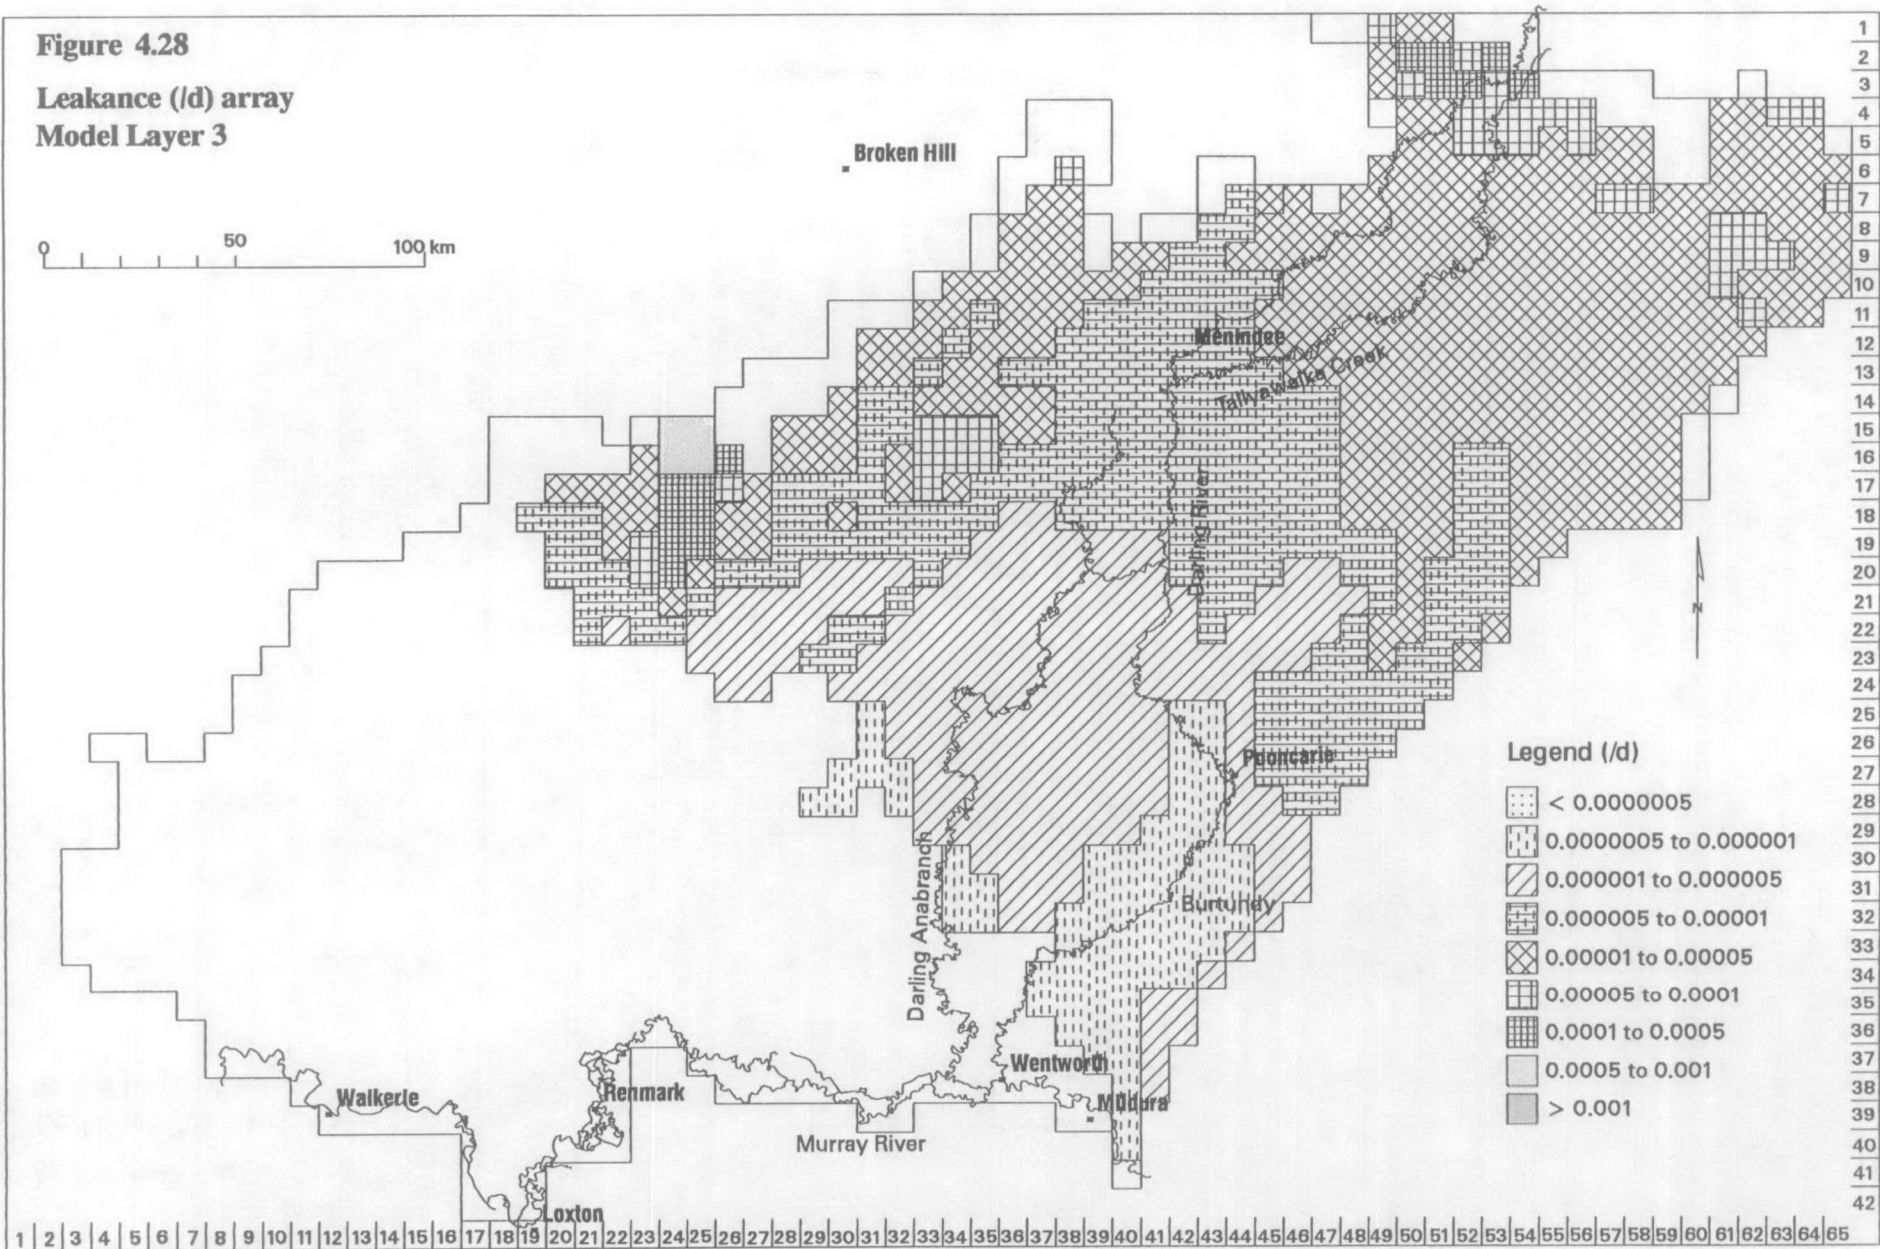 Figure 4.28
Leakance (/d) array
Model Layer 3
Broken Hill
0 50 100 km
Menindee
Tallyawalka Creek
Darling River
N
Pooncarie
Darling Anabranch
Burtundy
Wentworth
Mildura
Renmark
Walkerie
Murray River
Loxton
Legend (/d)
< 0.0000005
0.0000005 to 0.000001
0.000001 to 0.000005
0.000005 to 0.00001
0.00001 to 0.00005
0.00005 to 0.0001
0.0001 to 0.0005
0.0005 to 0.001
> 0.001
1
2
3
4
5
6
7
8
9
10
11
12
13
14
15
16
17
18
19
20
21
22
23
24
25
26
27
28
29
30
31
32
33
34
35
36
37
38
39
40
41
42
1 2 3 4 5 6 7 8 9 10 11 12 13 14 15 16 17 18 19 20 21 22 23 24 25 26 27 28 29 30 31 32 33 34 35 36 37 38 39 40 41 42 43 44 45 46 47 48 49 50 51 52 53 54 55 56 57 58 59 60 61 62 63 64 65